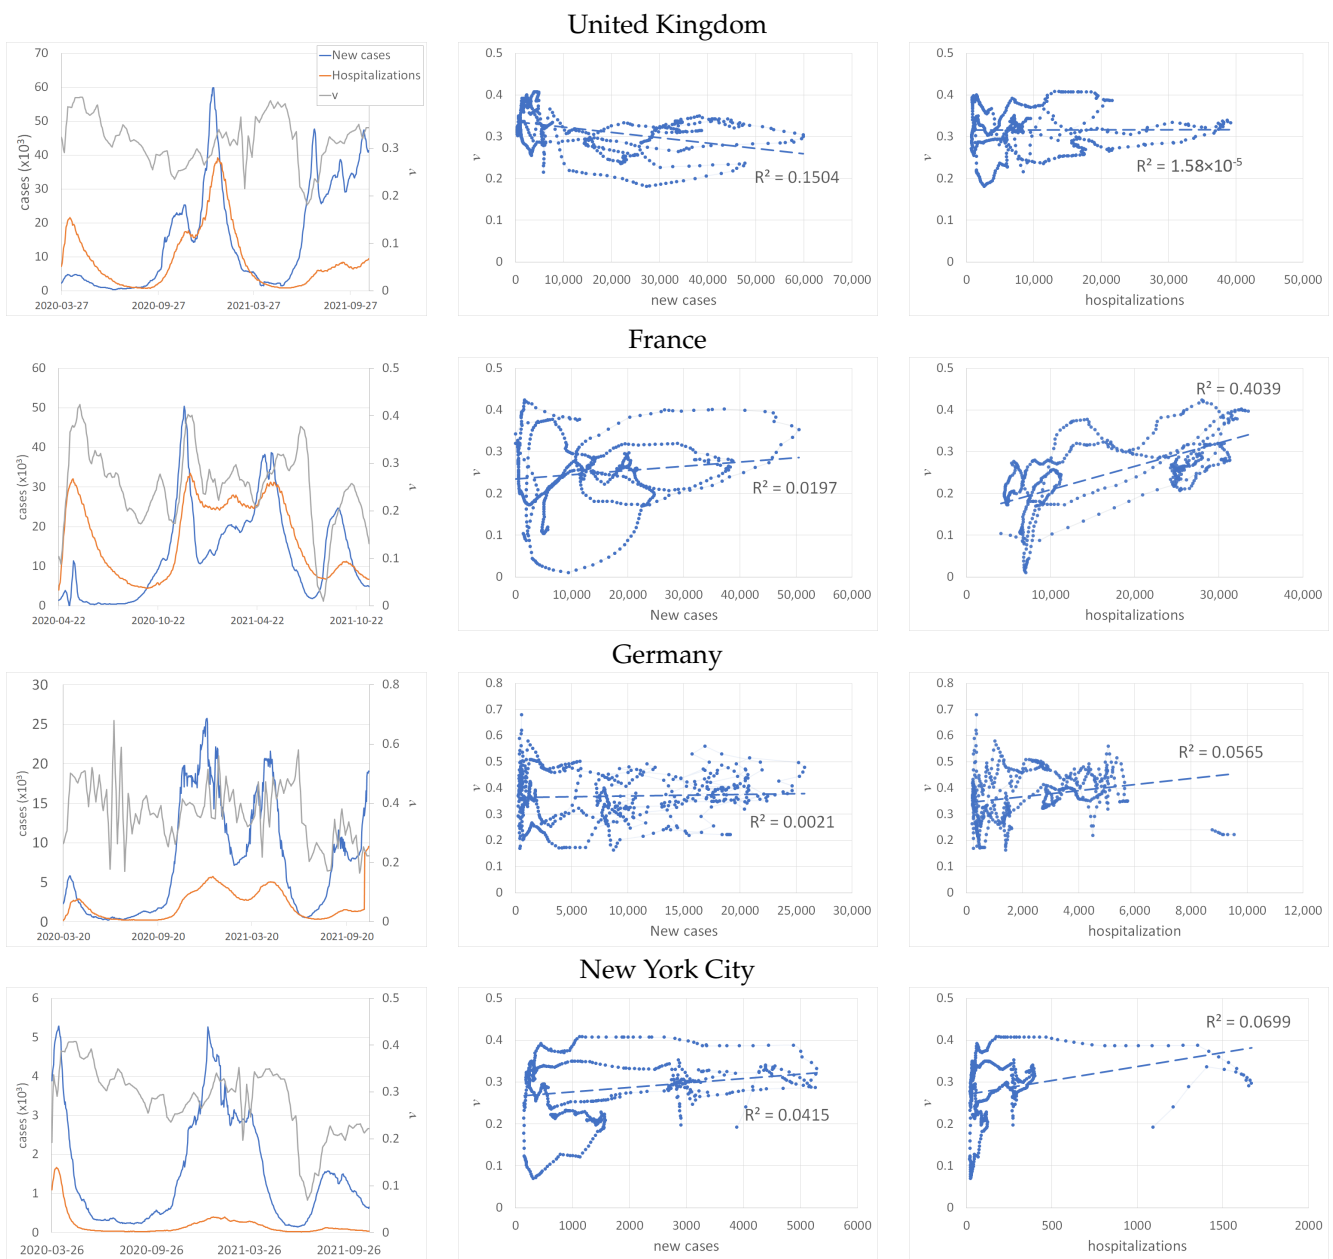 United Kingdom
New cases
Hospitalizations
v
cases (x10³)
70
60
50
40
30
20
10
0
0.3
0.2
0.1
0
v
2020-03-27 2020-09-27 2021-03-27 2021-09-27
v
0.5
0.4
0.3
0.2
0.1
0
R² = 0.1504
0 10,000 20,000 30,000 40,000 50,000 60,000 70,000
new cases
v
0.5
0.4
0.3
0.2
0.1
0
R² = 1.58×10⁻⁵
0 10,000 20,000 30,000 40,000 50,000
hospitalizations
France
cases (x10³)
60
50
40
30
20
10
0
0.5
0.4
0.3
0.2
0.1
0
v
2020-04-22 2020-10-22 2021-04-22 2021-10-22
v
0.5
0.4
0.3
0.2
0.1
0
R² = 0.0197
0 10,000 20,000 30,000 40,000 50,000 60,000
New cases
v
0.5
0.4
0.3
0.2
0.1
0
R² = 0.4039
0 10,000 20,000 30,000 40,000
hospitalizations
Germany
cases (x10³)
30
25
20
15
10
5
0
0.8
0.6
0.4
0.2
0
v
2020-03-20 2020-09-20 2021-03-20 2021-09-20
v
0.8
0.7
0.6
0.5
0.4
0.3
0.2
0.1
0
R² = 0.0021
0 5,000 10,000 15,000 20,000 25,000 30,000
New cases
v
0.8
0.7
0.6
0.5
0.4
0.3
0.2
0.1
0
R² = 0.0565
0 2,000 4,000 6,000 8,000 10,000 12,000
hospitalization
New York City
cases (x10³)
6
5
4
3
2
1
0
0.5
0.4
0.3
0.2
0.1
0
v
2020-03-26 2020-09-26 2021-03-26 2021-09-26
v
0.5
0.4
0.3
0.2
0.1
0
R² = 0.0415
0 1000 2000 3000 4000 5000 6000
new cases
v
0.5
0.4
0.3
0.2
0.1
0
R² = 0.0699
0 500 1000 1500 2000
hospitalizations